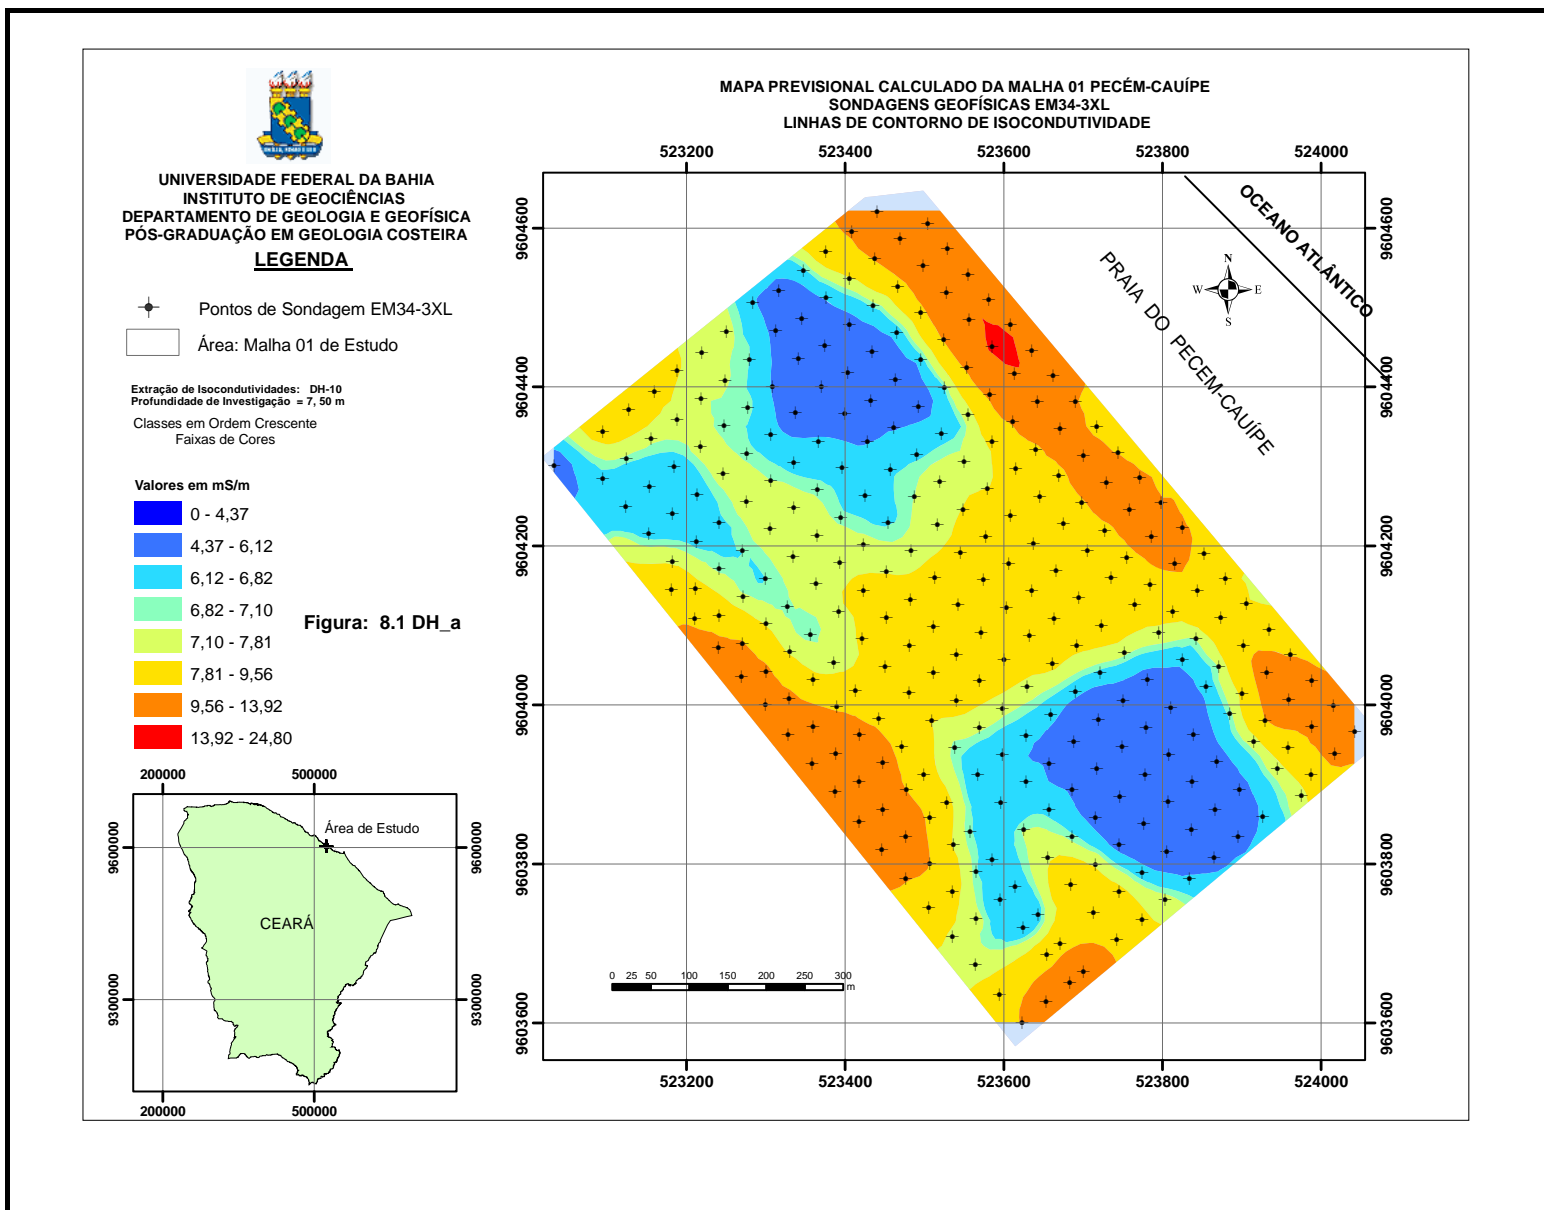 UNIVERSIDADE FEDERAL DA BAHIA
INSTITUTO DE GEOCIÊNCIAS
DEPARTAMENTO DE GEOLOGIA E GEOFÍSICA
PÓS-GRADUAÇÃO EM GEOLOGIA COSTEIRA
LEGENDA
Pontos de Sondagem EM34-3XL
Área: Malha 01 de Estudo
Extração de Isocondutividades: DH-10
Profundidade de Investigação = 7, 50 m
Classes em Ordem Crescente
Faixas de Cores
Valores em mS/m
0 - 4,37
4,37 - 6,12
6,12 - 6,82
6,82 - 7,10
7,10 - 7,81
7,81 - 9,56
9,56 - 13,92
13,92 - 24,80
Figura: 8.1 DH_a
200000 500000
9600000 9600000
9300000 9300000
Área de Estudo
CEARÁ
200000 500000
MAPA PREVISIONAL CALCULADO DA MALHA 01 PECÉM-CAUÍPE
SONDAGENS GEOFÍSICAS EM34-3XL
LINHAS DE CONTORNO DE ISOCONDUTIVIDADE
523200 523400 523600 523800 524000
9604600 9604600
9604400 9604400
9604200 9604200
9604000 9604000
9603800 9603800
9603600 9603600
OCEANO ATLÂNTICO
PRAIA DO PECEM-CAUÍPE
N
W E
S
0 25 50 100 150 200 250 300
m
523200 523400 523600 523800 524000